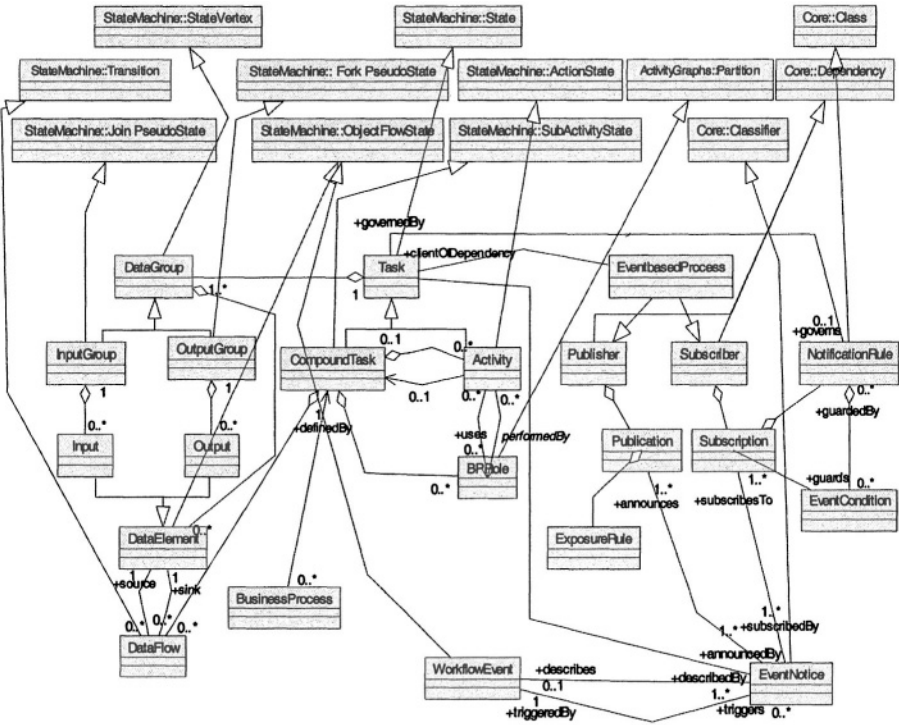 StateMachine::StateVertex
StateMachine::State
Core::Class
StateMachine::Transition
StateMachine:: Fork PseudoState
StateMachine::ActionState
ActivityGraphs::Partition
Core::Dependency
StateMachine::Join PseudoState
StateMachine::ObjectFlowState
StateMachine::SubActivityState
Core::Classifier
+governedBy
+clientOfDependency
DataGroup
Task
EventbasedProcess
1..*
1
0..1
+governs
0..1
0..*
InputGroup
OutputGroup
CompoundTask
Activity
Publisher
Subscriber
NotificationRule
1
1
0..1
0..*
0..*
0..*
+guardedBy
0..*
0..*
1
+definedBy
+uses
performedBy
Input
Output
Publication
Subscription
0..*
BPRole
0..*
1..*
+announces
1..*
+subscribesTo
+guards
0..*
EventCondition
DataElement
0..*
ExposureRule
1
+source
1
+sink
0..*
BusinessProcess
0..*
0..*
0..*
1..*
+subscribedBy
1..*
+announcedBy
DataFlow
WorkflowEvent
+describes
0..1
+describedBy
EventNotice
1
+triggeredBy
1..*
+triggers
0..*